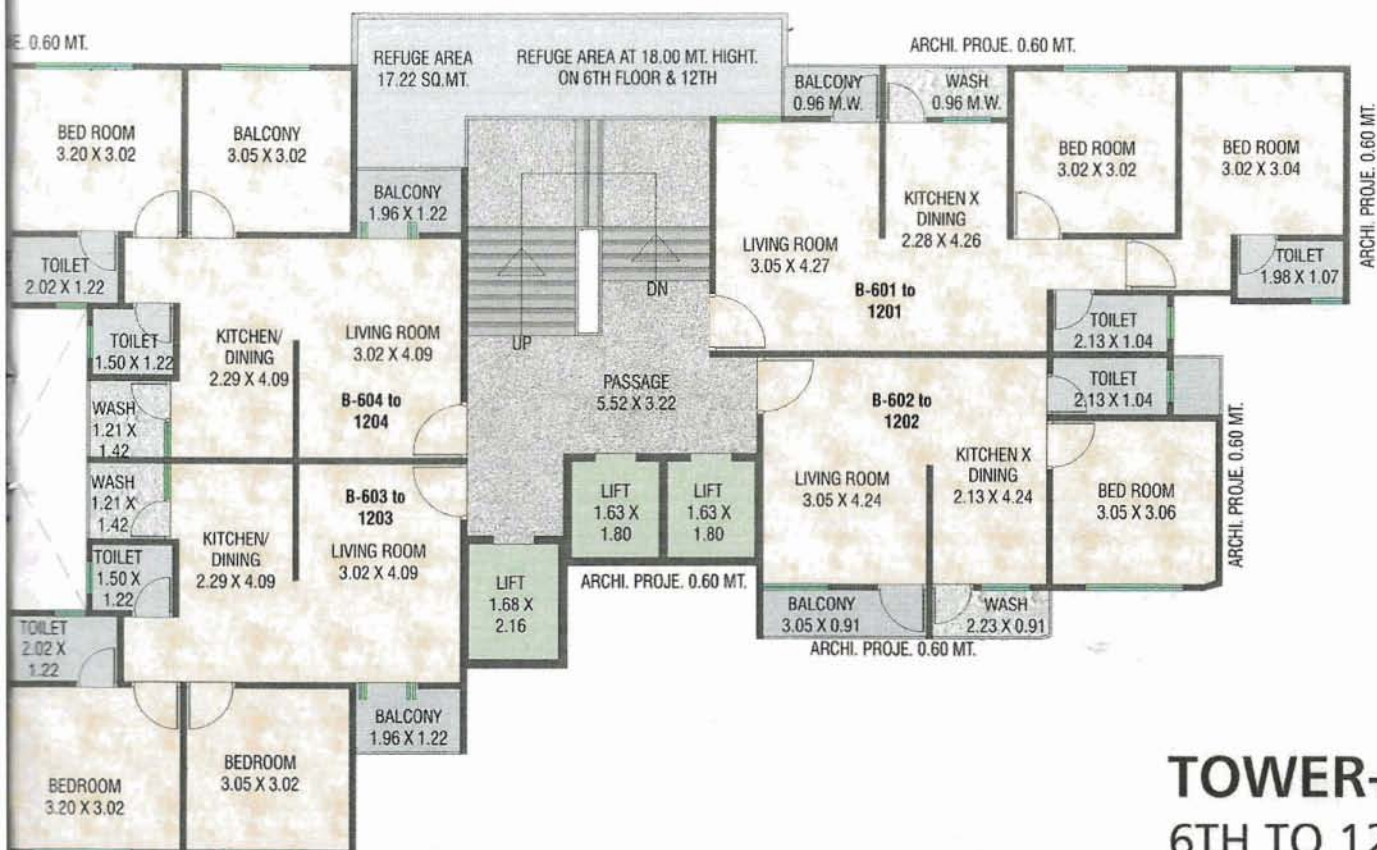 E. 0.60 MT.
REFUGE AREA
17.22 SQ.MT.
REFUGE AREA AT 18.00 MT. HIGHT.
ON 6TH FLOOR & 12TH
ARCHI. PROJE. 0.60 MT.
BALCONY
0.96 M.W.
WASH
0.96 M.W.
BED ROOM
3.20 X 3.02
BALCONY
3.05 X 3.02
BED ROOM
3.02 X 3.02
BED ROOM
3.02 X 3.04
ARCHI. PROJE. 0.60 MT.
BALCONY
1.96 X 1.22
KITCHEN X
DINING
2.28 X 4.26
LIVING ROOM
3.05 X 4.27
TOILET
2.02 X 1.22
TOILET
1.98 X 1.07
B-601 to
1201
DN
UP
TOILET
1.50 X 1.22
KITCHEN/
DINING
2.29 X 4.09
LIVING ROOM
3.02 X 4.09
TOILET
2.13 X 1.04
PASSAGE
5.52 X 3.22
TOILET
2.13 X 1.04
B-604 to
1204
B-602 to
1202
WASH
1.21 X
1.42
ARCHI. PROJE. 0.60 MT.
KITCHEN X
DINING
2.13 X 4.24
LIVING ROOM
3.05 X 4.24
BED ROOM
3.05 X 3.06
WASH
1.21 X
1.42
B-603 to
1203
LIFT
1.63 X
1.80
LIFT
1.63 X
1.80
KITCHEN/
DINING
2.29 X 4.09
LIVING ROOM
3.02 X 4.09
TOILET
1.50 X
1.22
LIFT
1.68 X
2.16
ARCHI. PROJE. 0.60 MT.
BALCONY
3.05 X 0.91
WASH
2.23 X 0.91
ARCHI. PROJE. 0.60 MT.
TOILET
2.02 X
1.22
BALCONY
1.96 X 1.22
BEDROOM
3.20 X 3.02
BEDROOM
3.05 X 3.02
TOWER-
6TH TO 12